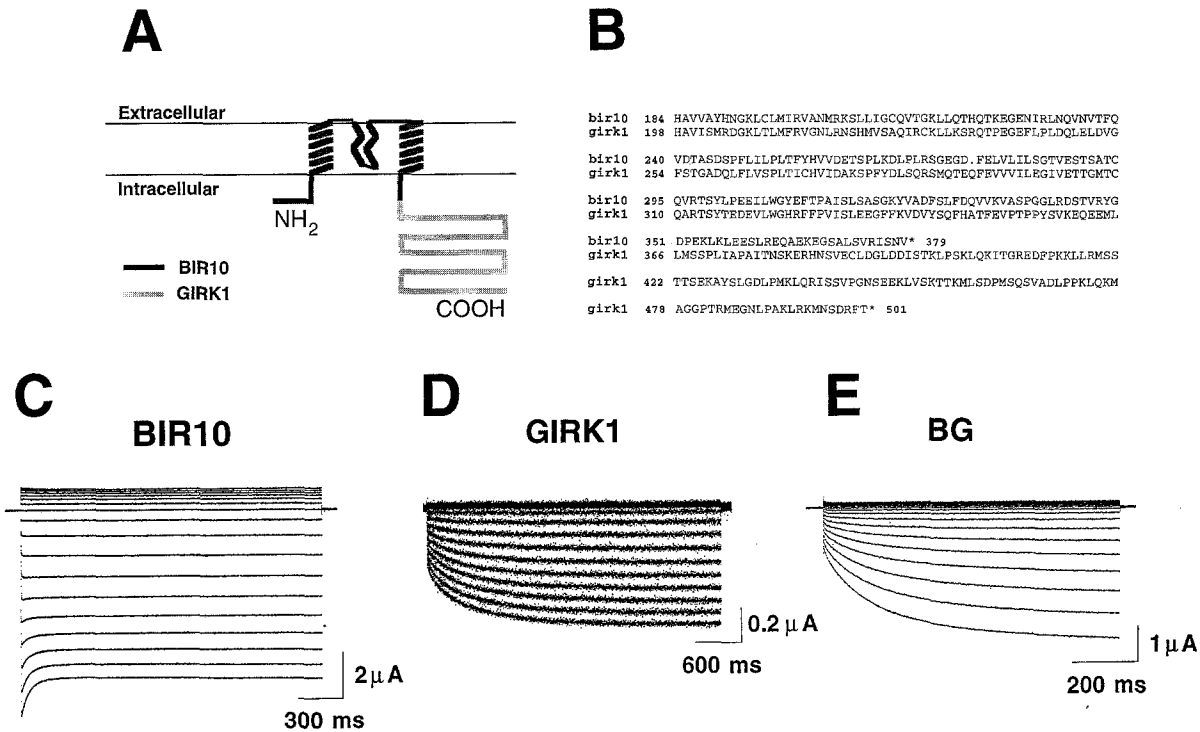 A
Extracellular
Intracellular
NH2
BIR10
GIRK1
COOH
B
bir10 184 HAVVAYHNGKLCLMIRVANMRKSLLIGCQVTGKLLQTHQTKEGENIRLNQVNVTFQ
girk1 198 HAVISMRDGKLTLMFRVGNLRNSHMVSAQIRCKLLKSRQTPEGEFLPLDQLELDVG
bir10 240 VDTASDSPFLILPLTFYHVVDETSPLKDLPLRSGEGD.FELVLILSGTVESTSATC
girk1 254 FSTGADQLFLVSPLTICHVIDAKSPFYDLSQRSMQTEQFEVVVILEGIVETTGMTC
bir10 295 QVRTSYLPEEILWGYEFTPAISLSASGKYVADFSLFDQVVKVASPGGLRDSTVRYG
girk1 310 QARTSYTEDEVLWGHRFFPVISLEEGFFKVDYSQFHATFEVPTPPYSVKEQEEML
bir10 351 DPEKLKLEESLREQAEKEGSALSVRISNV* 379
girk1 366 LMSSPLIAPAITNSKERHNSVECLDGLDDISTKLPSKLQKITGREDFPKKLLRMSS
girk1 422 TTSEKAYSLGDLPMKLQRISSVPGNSEEKLVSKTTKMLSDPMSQSVADLPPKLQKM
girk1 478 AGGPTRMEGNLPAKLRKMNSDRFT* 501
C
BIR10
2μA
300 ms
D
GIRK1
0.2μA
600 ms
E
BG
1μA
200 ms